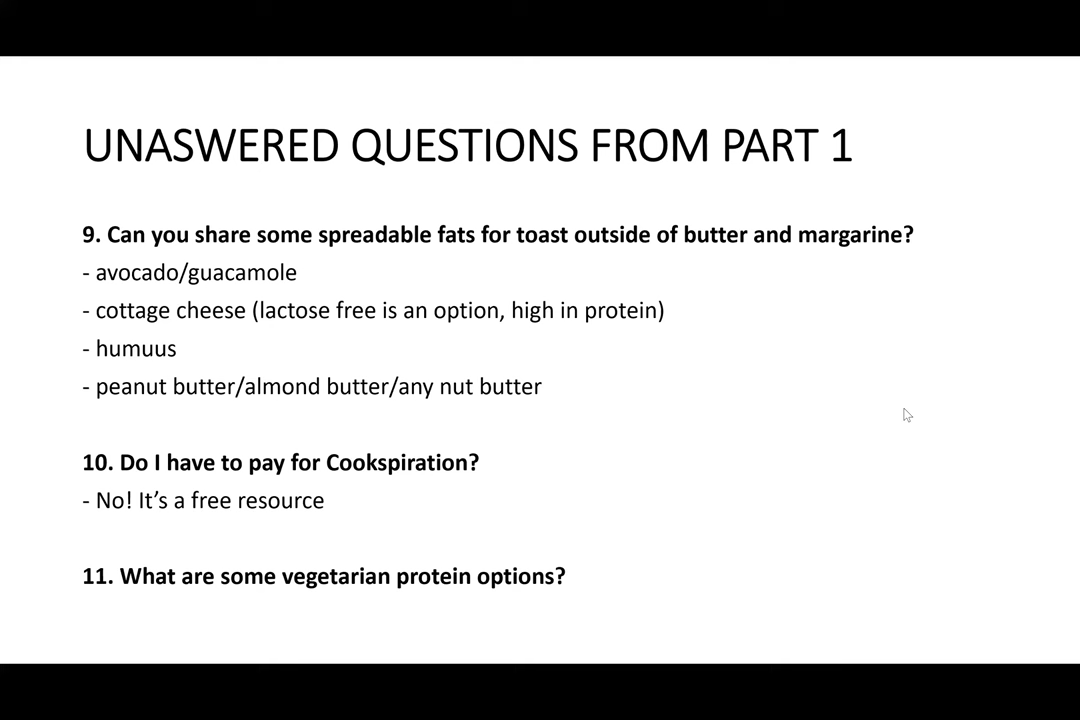 UNASWERED QUESTIONS FROM PART 1
9. Can you share some spreadable fats for toast outside of butter and margarine?
- avocado/guacamole
- cottage cheese (lactose free is an option, high in protein)
- humuus
- peanut butter/almond butter/any nut butter
10. Do I have to pay for Cookspiration?
- No! It’s a free resource
11. What are some vegetarian protein options?